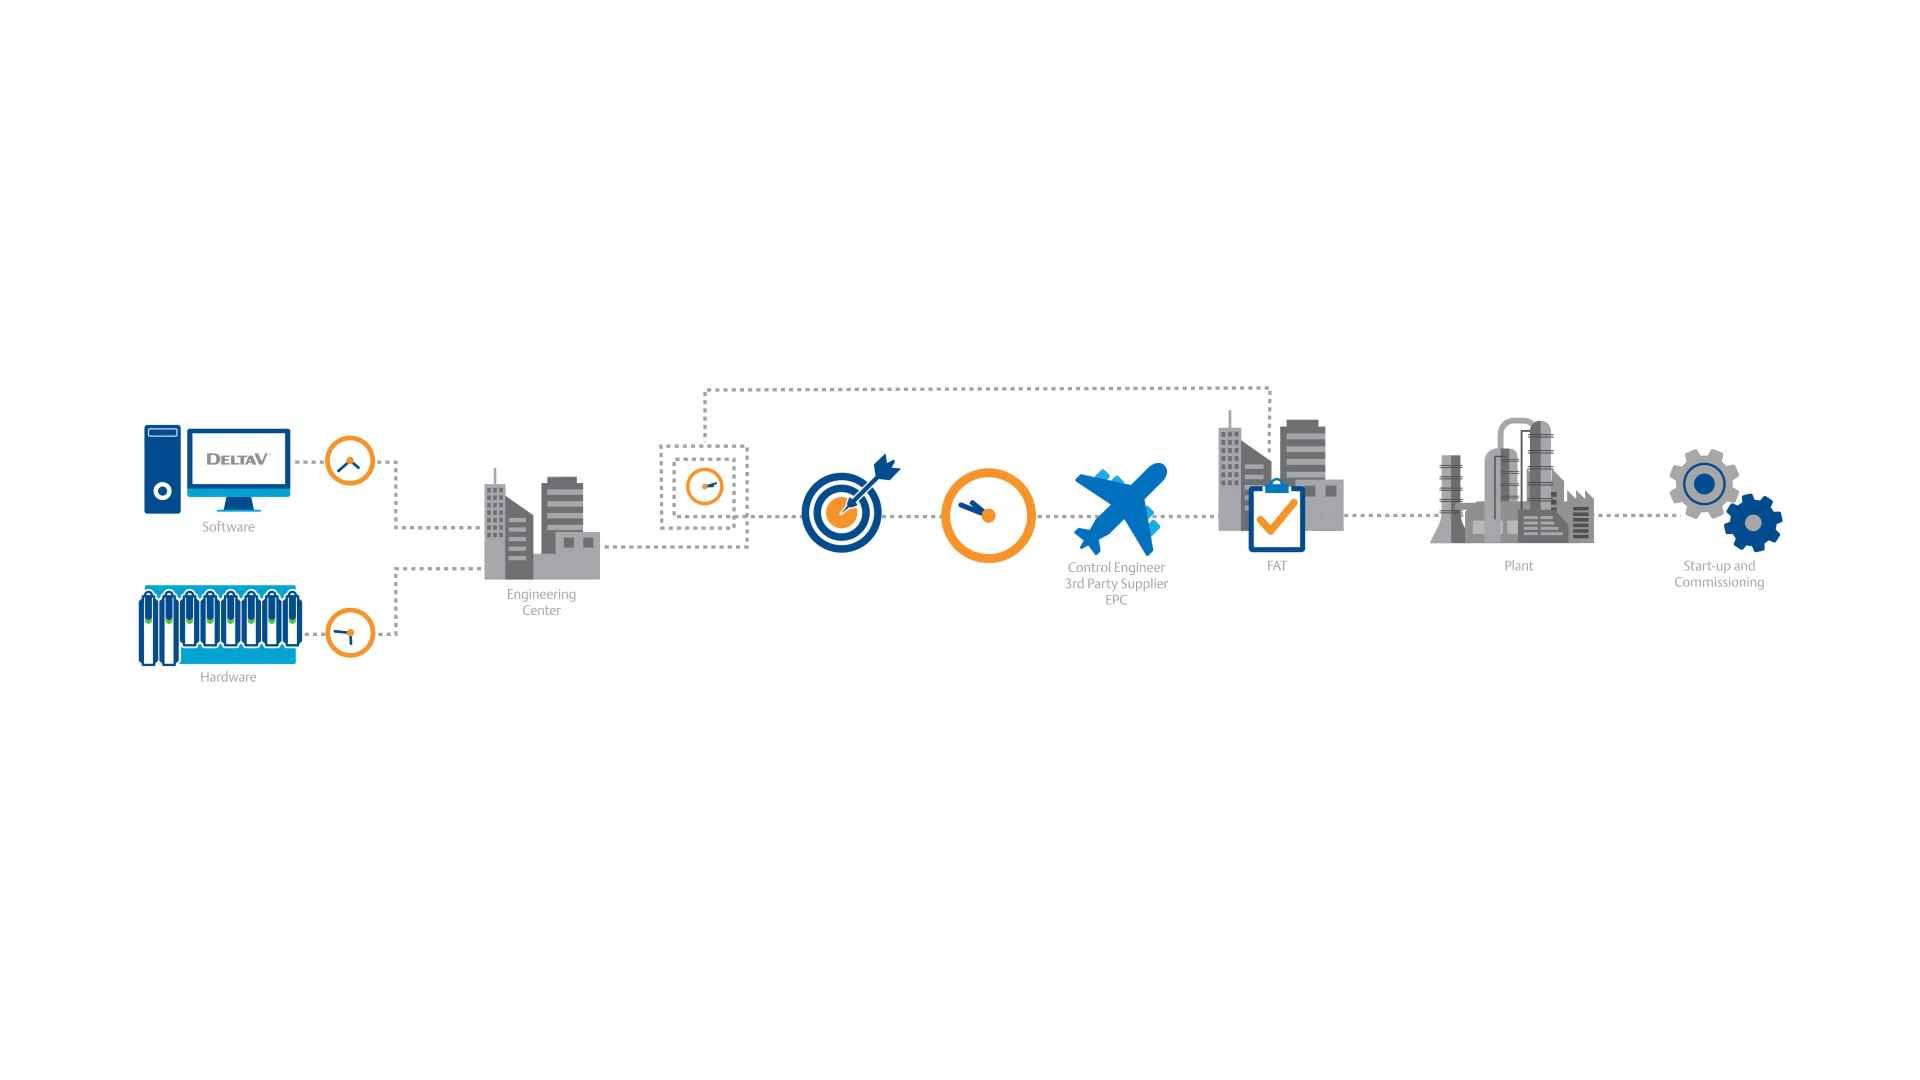 DELTAV
Software
Hardware
Engineering
Center
Control Engineer
3rd Party Supplier
EPC
FAT
Plant
Start-up and
Commissioning